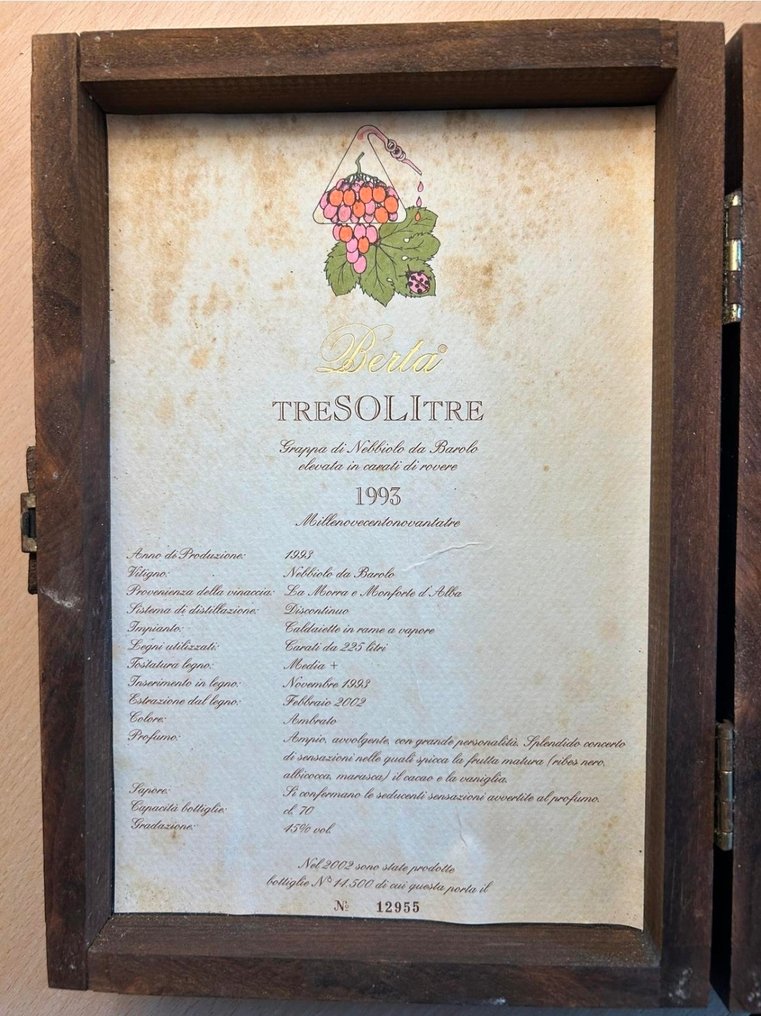 Berta®
TRESOLITRE
Grappa di Nebbiolo da Barolo
elevata in carati di rovere
1993
Millenovecentonovantatre
Anno di Produzione: 1993
Vitigno: Nebbiolo da Barolo
Provenienza della vinaccia: La Morra e Monforte d'Alba
Sistema di distillazione: Discontinuo
Impianto: Caldaiette in rame a vapore
Legni utilizzati: Carati da 225 litri
Tostatura legno: Media +
Inserimento in legno: Novembre 1993
Estrazione dal legno: Febbraio 2002
Colore: Ambrato
Profumo: Ampio, avvolgente, con grande personalità. Splendido concerto
di sensazioni nelle quali spicca la frutta matura (ribes nero,
albicocca, marasca) il cacao e la vaniglia.
Sapore: Si confermano le seducenti sensazioni avvertite al profumo.
Capacità bottiglie: cl. 70
Gradazione: 45% vol.
Nel 2002 sono state prodotte
bottiglie N° 14.500 di cui questa porta il
N° 12955